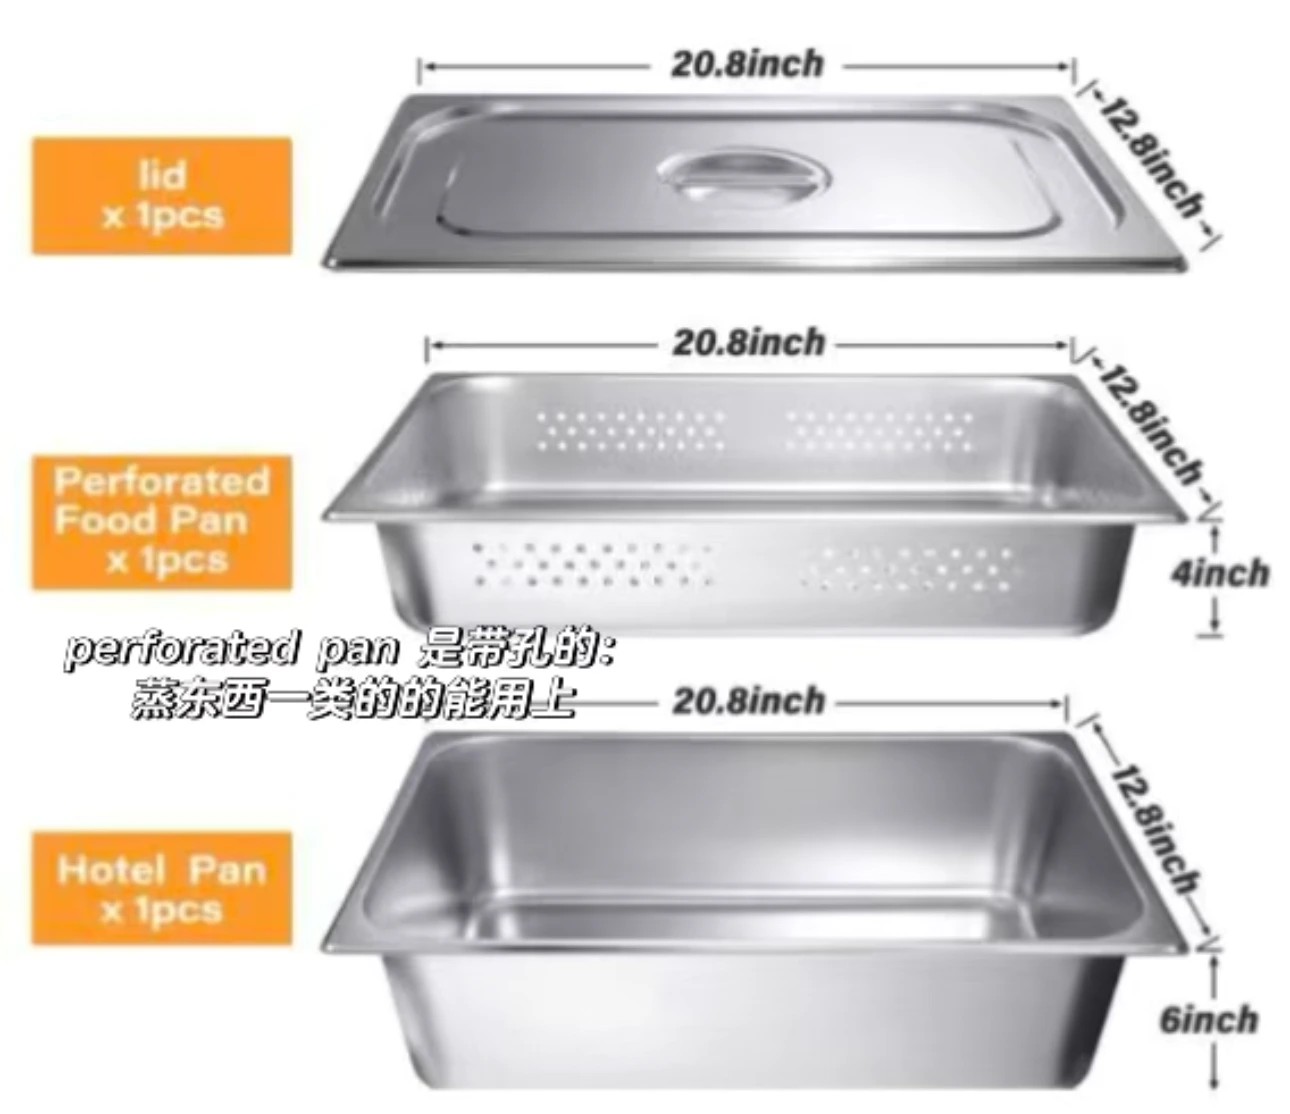 20.8inch
12.8inch
lid
x 1pcs
20.8inch
12.8inch
Perforated
Food Pan
x 1pcs
4inch
perforated pan 是带孔的：
蒸东西一类的的能用上
20.8inch
12.8inch
Hotel Pan
x 1pcs
6inch